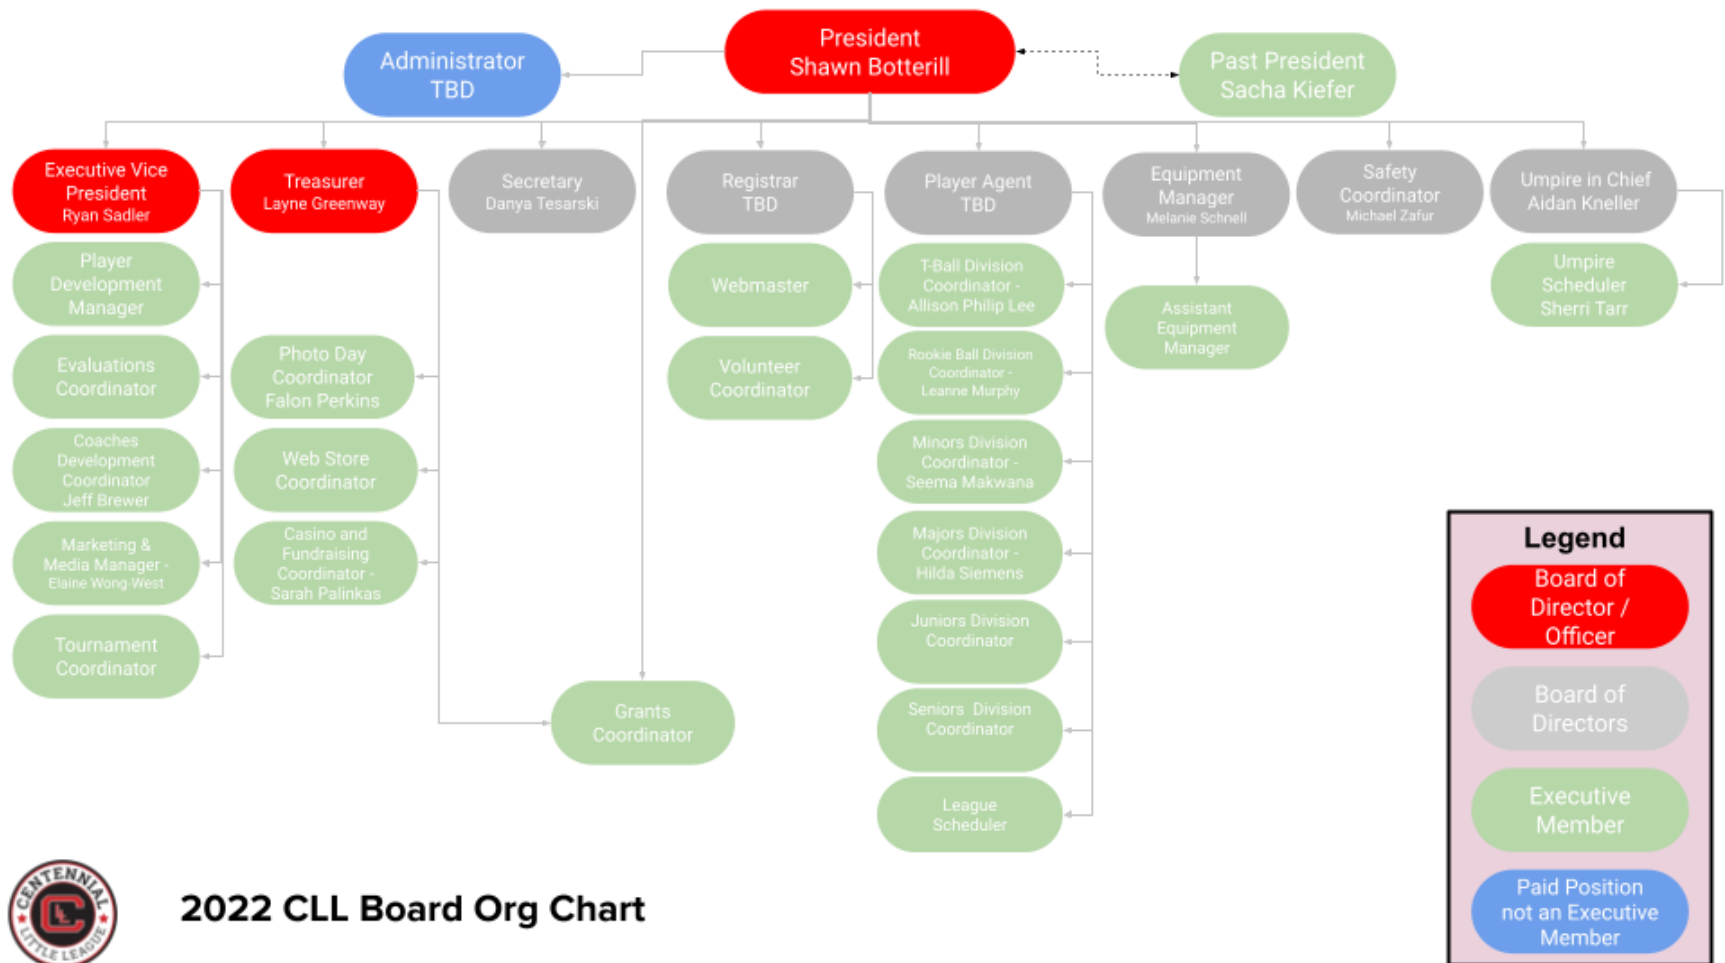 President
Shawn Botterill
Administrator
TBD
Past President
Sacha Kiefer
Executive Vice
President
Ryan Sadler
Treasurer
Layne Greenway
Secretary
Danya Tesarski
Registrar
TBD
Player Agent
TBD
Equipment
Manager
Melanie Schnell
Safety
Coordinator
Michael Zafur
Umpire in Chief
Aidan Kneller
Player
Development
Manager
Evaluations
Coordinator
Coaches
Development
Coordinator
Jeff Brewer
Marketing &
Media Manager -
Elaine Wong-West
Tournament
Coordinator
Photo Day
Coordinator
Falon Perkins
Web Store
Coordinator
Casino and
Fundraising
Coordinator -
Sarah Palinkas
Grants
Coordinator
Webmaster
Volunteer
Coordinator
T-Ball Division
Coordinator -
Allison Philip Lee
Rookie Ball Division
Coordinator -
Leanne Murphy
Minors Division
Coordinator -
Seema Makwana
Majors Division
Coordinator -
Hilda Siemens
Juniors Division
Coordinator
Seniors Division
Coordinator
League
Scheduler
Assistant
Equipment
Manager
Umpire
Scheduler
Sherri Tarr
Legend
Board of
Director /
Officer
Board of
Directors
Executive
Member
Paid Position
not an Executive
Member
CENTENNIAL
CLL
LITTLE LEAGUE
2022 CLL Board Org Chart